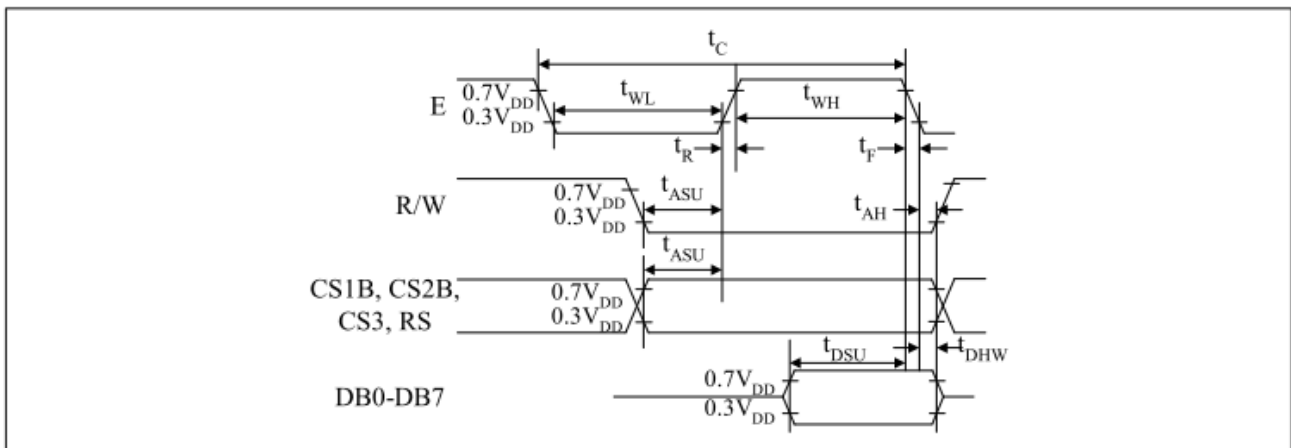 t_C
E
0.7V_DD
0.3V_DD
t_WL
t_WH
t_R
t_F
R/W
0.7V_DD
0.3V_DD
t_ASU
t_AH
t_ASU
CS1B, CS2B,
CS3, RS
0.7V_DD
0.3V_DD
t_DSU
t_DHW
DB0-DB7
0.7V_DD
0.3V_DD